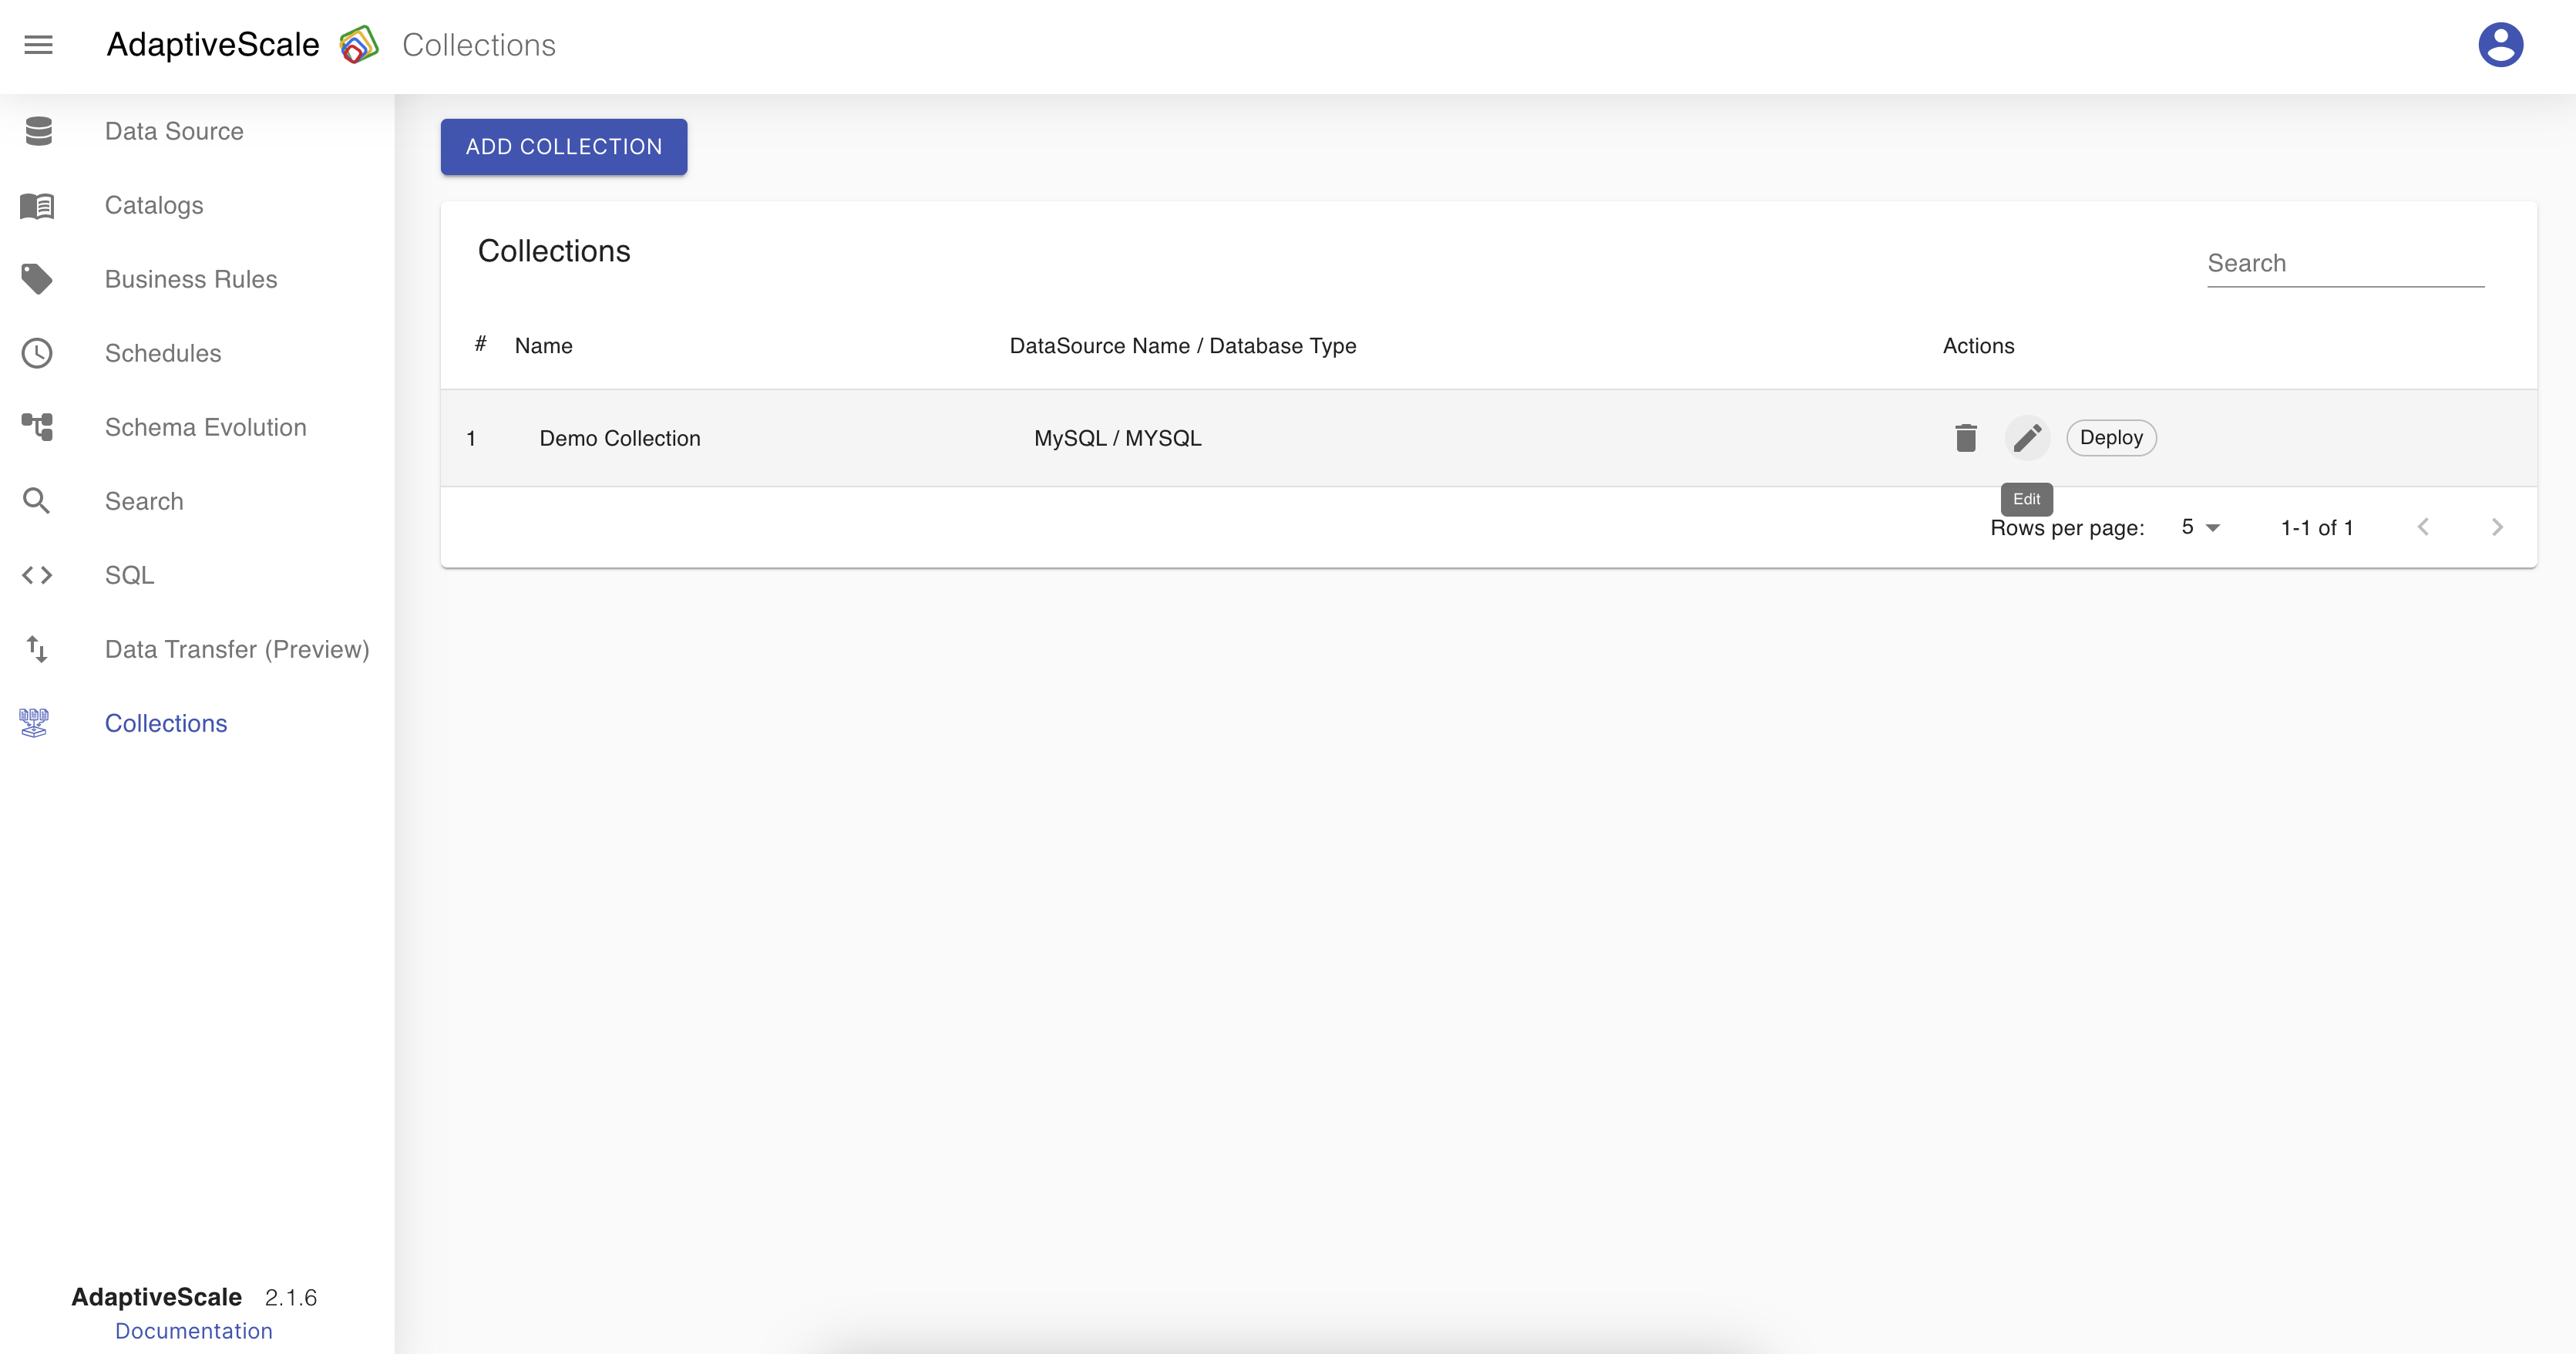 AdaptiveScale Collections
Data Source
Catalogs
Business Rules
Schedules
Schema Evolution
Search
SQL
Data Transfer (Preview)
Collections
AdaptiveScale 2.1.6
Documentation
ADD COLLECTION
Collections
Search
# Name DataSource Name / Database Type Actions
1 Demo Collection MySQL / MYSQL Deploy
Edit
Rows per page: 5 1-1 of 1